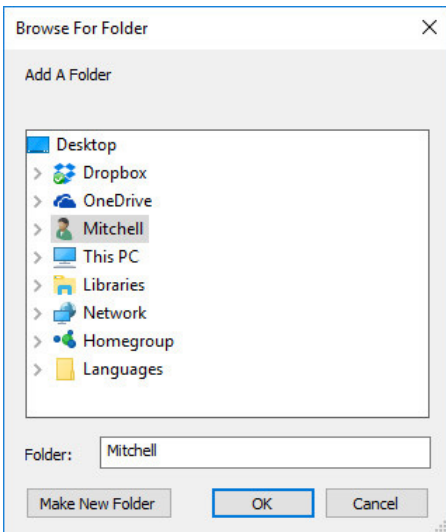 Browse For Folder
Add A Folder
Desktop
Dropbox
OneDrive
Mitchell
This PC
Libraries
Network
Homegroup
Languages
Folder: Mitchell
Make New Folder OK Cancel